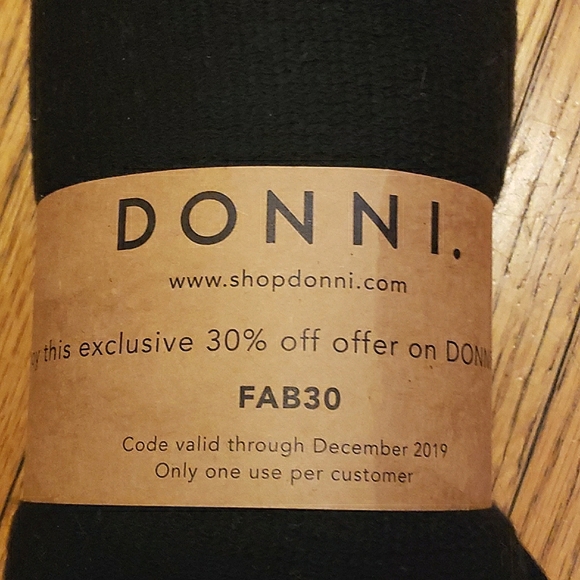 DONNI.
www.shopdonni.com
this exclusive 30% off offer on DONNI
FAB30
Code valid through December 2019
Only one use per customer